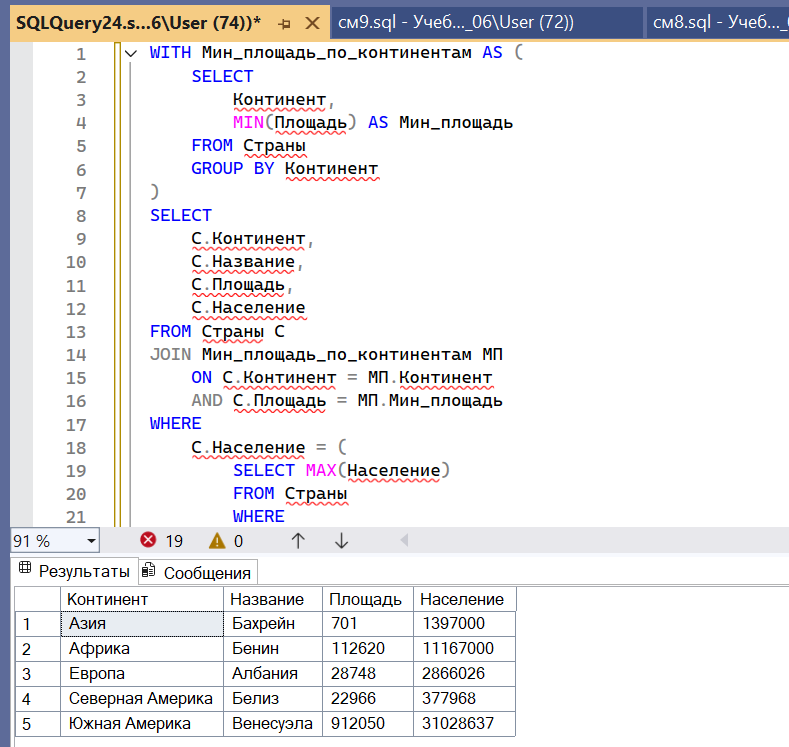 SQLQuery24.s...6\User (74))* см9.sql - Учеб..._06\User (72)) см8.sql - Учеб..._
1 WITH Мин_площадь_по_континентам AS (
2 SELECT
3 Континент,
4 MIN(Площадь) AS Мин_площадь
5 FROM Страны
6 GROUP BY Континент
7 )
8 SELECT
9 С.Континент,
10 С.Название,
11 С.Площадь,
12 С.Население
13 FROM Страны С
14 JOIN Мин_площадь_по_континентам МП
15 ON С.Континент = МП.Континент
16 AND С.Площадь = МП.Мин_площадь
17 WHERE
18 С.Население = (
19 SELECT MAX(Население)
20 FROM Страны
21 WHERE
91 % 19 0
Результаты Сообщения
Континент Название Площадь Население
1 Азия Бахрейн 701 1397000
2 Африка Бенин 112620 11167000
3 Европа Албания 28748 2866026
4 Северная Америка Белиз 22966 377968
5 Южная Америка Венесуэла 912050 31028637